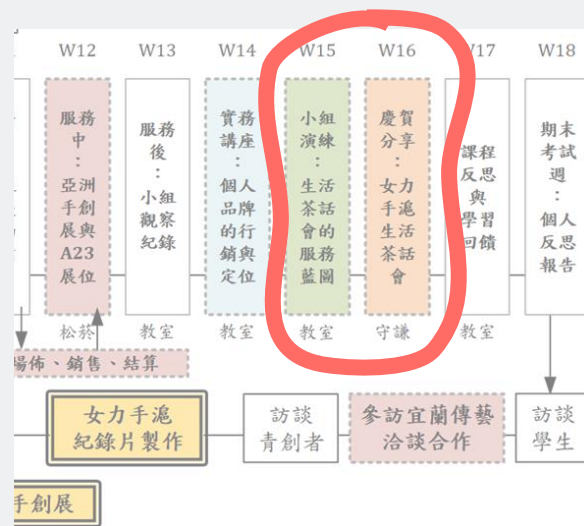 W12
W13
W14
W15
W16
W17
W18
服務
中
:
亞洲
手創
展與
A23
展位
服務
後
:
小組
觀察
紀錄
實務
講座
:
個人
品牌
的行
銷與
定位
小組
演練
:
生活
茶話
會的
服務
藍圖
慶賀
分享
:
女力
手滬
生活
茶話
會
課程
反思
與
學習
回饋
期末
考試
週
:
個人
反思
報告
松菸
教室
教室
教室
守謙
教室
場佈、銷售、結算
女力手滬
紀錄片製作
訪談
青創者
參訪宜蘭傳藝
洽談合作
訪談
學生
手創展